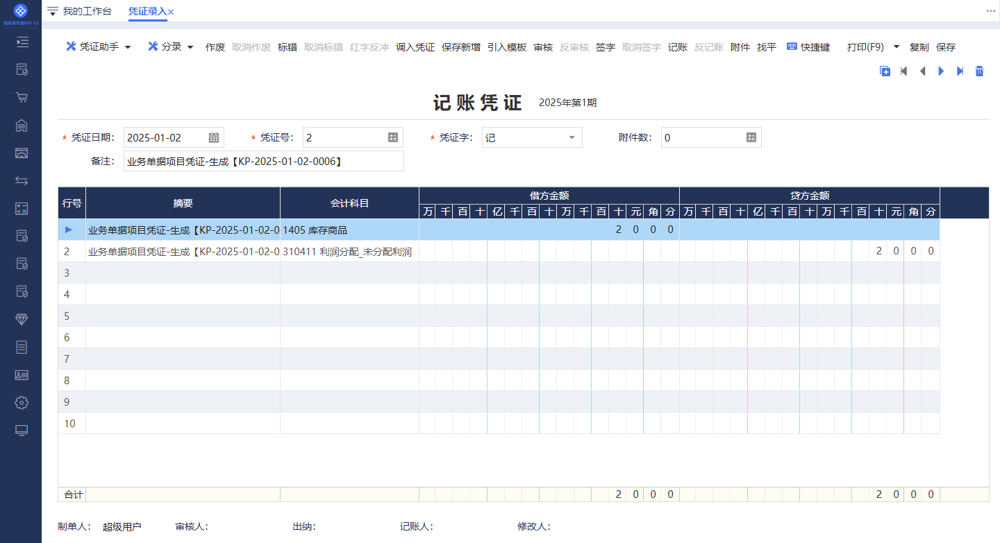 我的工作台 凭证录入×
凭证助手 分录 作废 取消作废 标错 取消标错 红字反冲 调入凭证 保存新增 引入模板 审核 反审核 签字 取消签字 记账 反记账 附件 找平 快捷键 打印(F9) 复制 保存
记账凭证 2025年第1期
* 凭证日期： 2025-01-02 * 凭证号： 2 * 凭证字： 记 附件数： 0
备注： 业务单据项目凭证-生成【KP-2025-01-02-0006】
行号 摘要 会计科目 借方金额 贷方金额
万 千 百 十 亿 千 百 十 万 千 百 十 元 角 分 万 千 百 十 亿 千 百 十 万 千 百 十 元 角 分
业务单据项目凭证-生成【KP-2025-01-02-0 1405 库存商品 2 0 0 0
2 业务单据项目凭证-生成【KP-2025-01-02-0 310411 利润分配_未分配利润 2 0 0 0
3
4
5
6
7
8
9
10
合计 2 0 0 0 2 0 0 0
制单人： 超级用户 审核人： 出纳： 记账人： 修改人：